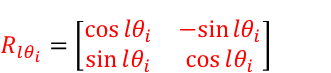 R_{lθ_i} = [cos lθ_i  −sin lθ_i]
[sin lθ_i  cos lθ_i]